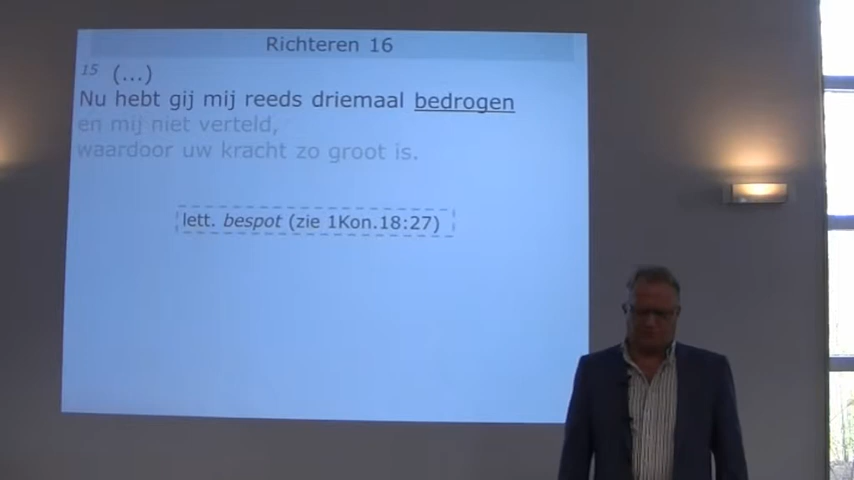 Richteren 16
15 (...)
Nu hebt gij mij reeds driemaal bedrogen
en mij niet verteld,
waardoor uw kracht zo groot is.
lett. bespot (zie 1Kon.18:27)